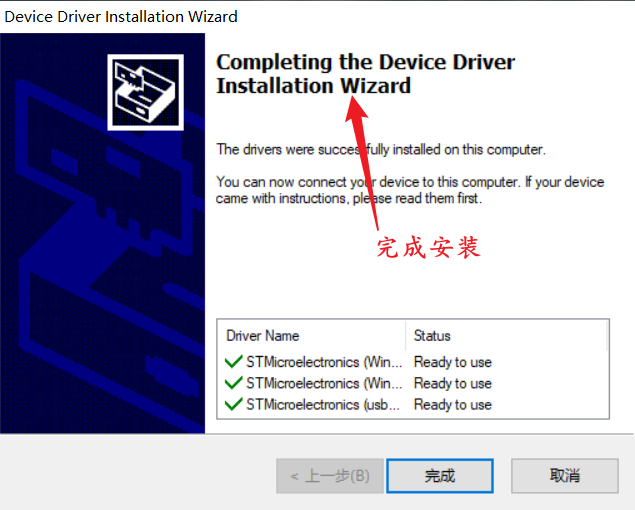 Device Driver Installation Wizard
Completing the Device Driver
Installation Wizard
The drivers were successfully installed on this computer.
You can now connect your device to this computer. If your device
came with instructions, please read them first.
完成安装
Driver Name Status
STMicroelectronics (Win... Ready to use
STMicroelectronics (Win... Ready to use
STMicroelectronics (usb... Ready to use
< 上一步(B) 完成 取消